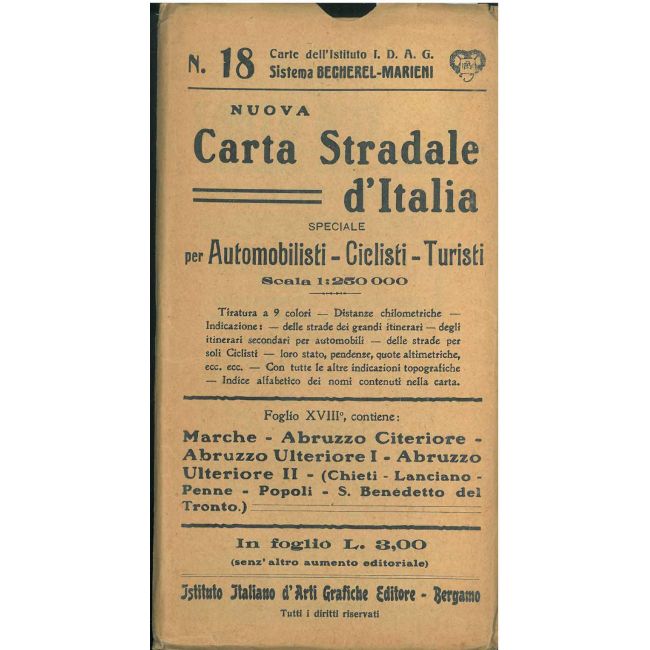 N. 18
Carte dell'Istituto I. D. A. G.
Sistema BECHEREL-MARIENI
NUOVA
Carta Stradale
d'Italia
SPECIALE
per Automobilisti - Ciclisti - Turisti
Scala 1:250 000
Tiratura a 9 colori — Distanze chilometriche —
Indicazione: — delle strade dei grandi itinerari — degli
itinerari secondari per automobili — delle strade per
soli Ciclisti — loro stato, pendenze, quote altimetriche,
ecc. ecc. — Con tutte le altre indicazioni topografiche
— Indice alfabetico dei nomi contenuti nella carta.
Foglio XVIII°, contiene:
Marche - Abruzzo Citeriore -
Abruzzo Ulteriore I - Abruzzo
Ulteriore II - (Chieti - Lanciano -
Penne - Popoli - S. Benedetto del
Tronto.)
In foglio L. 3,00
(senz'altro aumento editoriale)
Istituto Italiano d'Arti Grafiche Editore - Bergamo
Tutti i diritti riservati